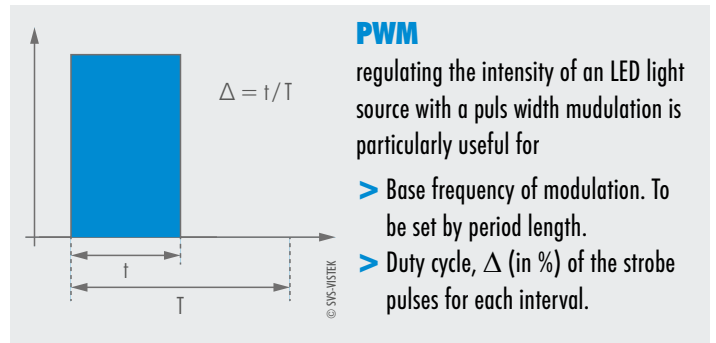 Δ = t/T
t
T
© SVS-VISTEK
PWM
regulating the intensity of an LED light
source with a puls width mudulation is
particularly useful for
> Base frequency of modulation. To
be set by period length.
> Duty cycle, Δ (in %) of the strobe
pulses for each interval.